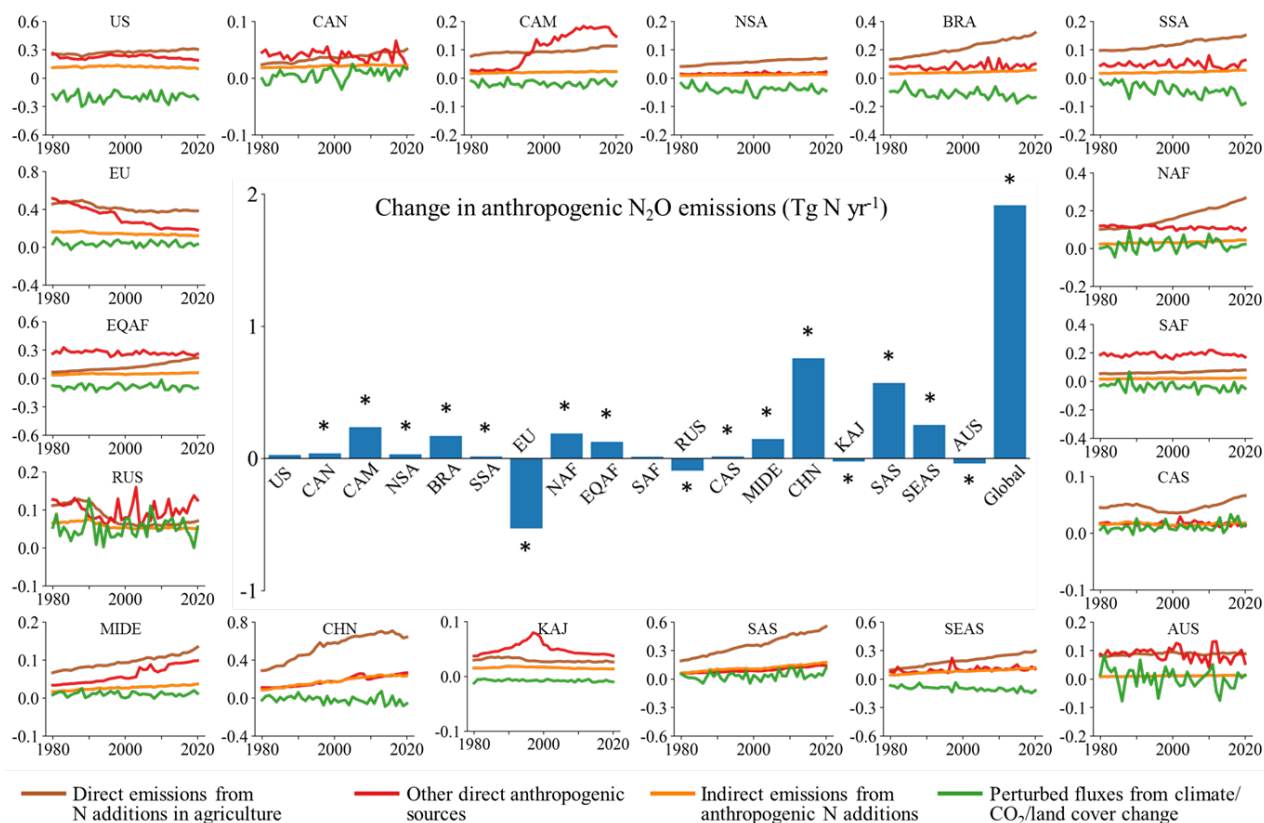 US
0.6
0.3
0
-0.3
-0.6
1980
2000
2020
CAN
0.1
0.0
0.1
1980
2000
2020
CAM
0.2
0.1
0.0
0.1
0.2
1980
2000
2020
NSA
0.2
0.1
0.0
-0.1
-0.2
1980
2000
2020
BRA
0.4
0.2
0.0
-0.2
-0.4
1980
2000
2020
SSA
0.2
0.1
0.0
-0.1
-0.2
1980
2000
2020
EU
0.8
0.4
0.0
-0.4
1980
2000
2020
EQAF
0.6
0.3
0.0
-0.3
-0.6
1980
2000
2020
RUS
0.2
0.1
0.0
-0.1
1980
2000
2020
Change in anthropogenic N₂O emissions (Tg N yr⁻¹)
2
1
0
-1
US
CAN
CAM
NSA
BRA
SSA
EU
NAF
EQAF
SAF
RUS
CAS
MIDE
CHN
KAJ
SAS
SEAS
AUS
Global
* * * * * * * * * * * * * * * * *
NAF
0.4
0.2
0.0
-0.2
1980
2000
2020
SAF
0.4
0.2
0.0
-0.2
-0.4
1980
2000
2020
CAS
0.1
0.0
0.1
1980
2000
2020
MIDE
0.2
0.1
0.0
-0.1
1980
2000
2020
CHN
0.8
0.4
0.0
-0.4
1980
2000
2020
KAJ
0.1
0.0
-0.1
1980
2000
2020
SAS
0.6
0.3
0.0
-0.3
-0.6
1980
2000
2020
SEAS
0.6
0.3
0.0
-0.3
-0.6
1980
2000
2020
AUS
0.2
0.1
0.0
-0.1
-0.2
1980
2000
2020
Direct emissions from
N additions in agriculture
Other direct anthropogenic
sources
Indirect emissions from
anthropogenic N additions
Perturbed fluxes from climate/
CO₂/land cover change